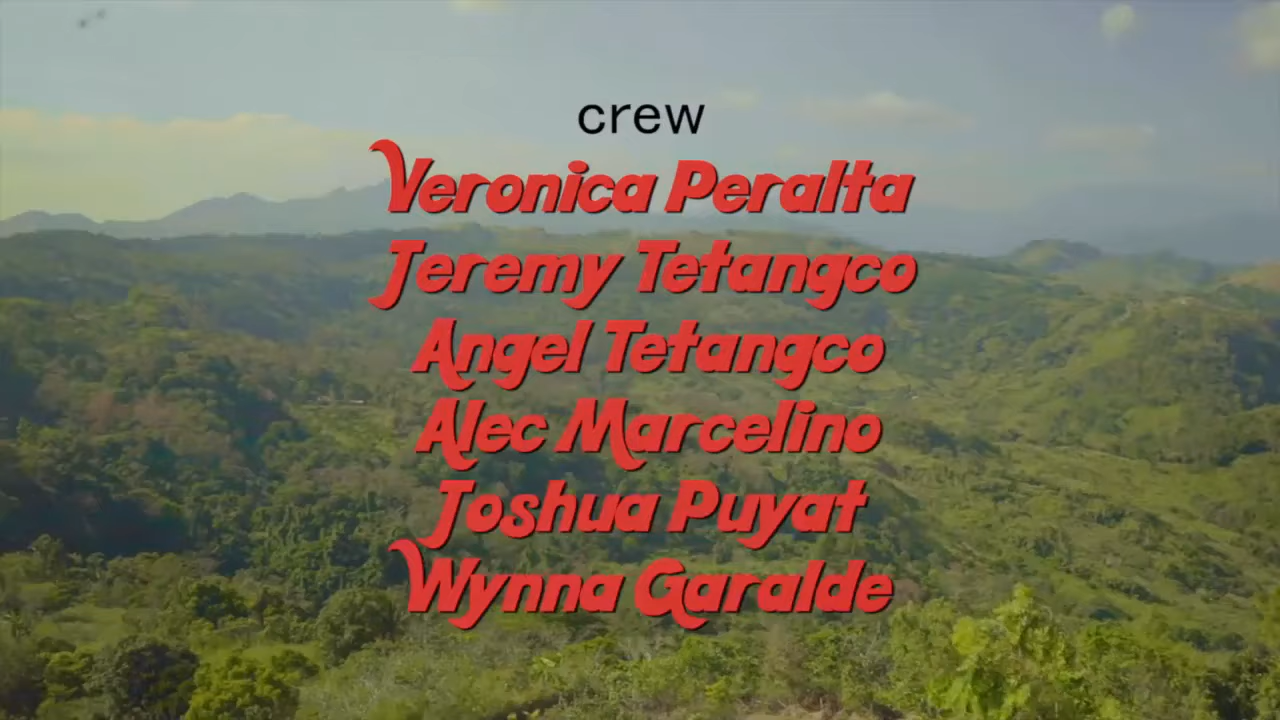 crew
Veronica Peralta
Jeremy Tetangco
Angel Tetangco
Alec Marcelino
Joshua Puyat
Wynna Garalde